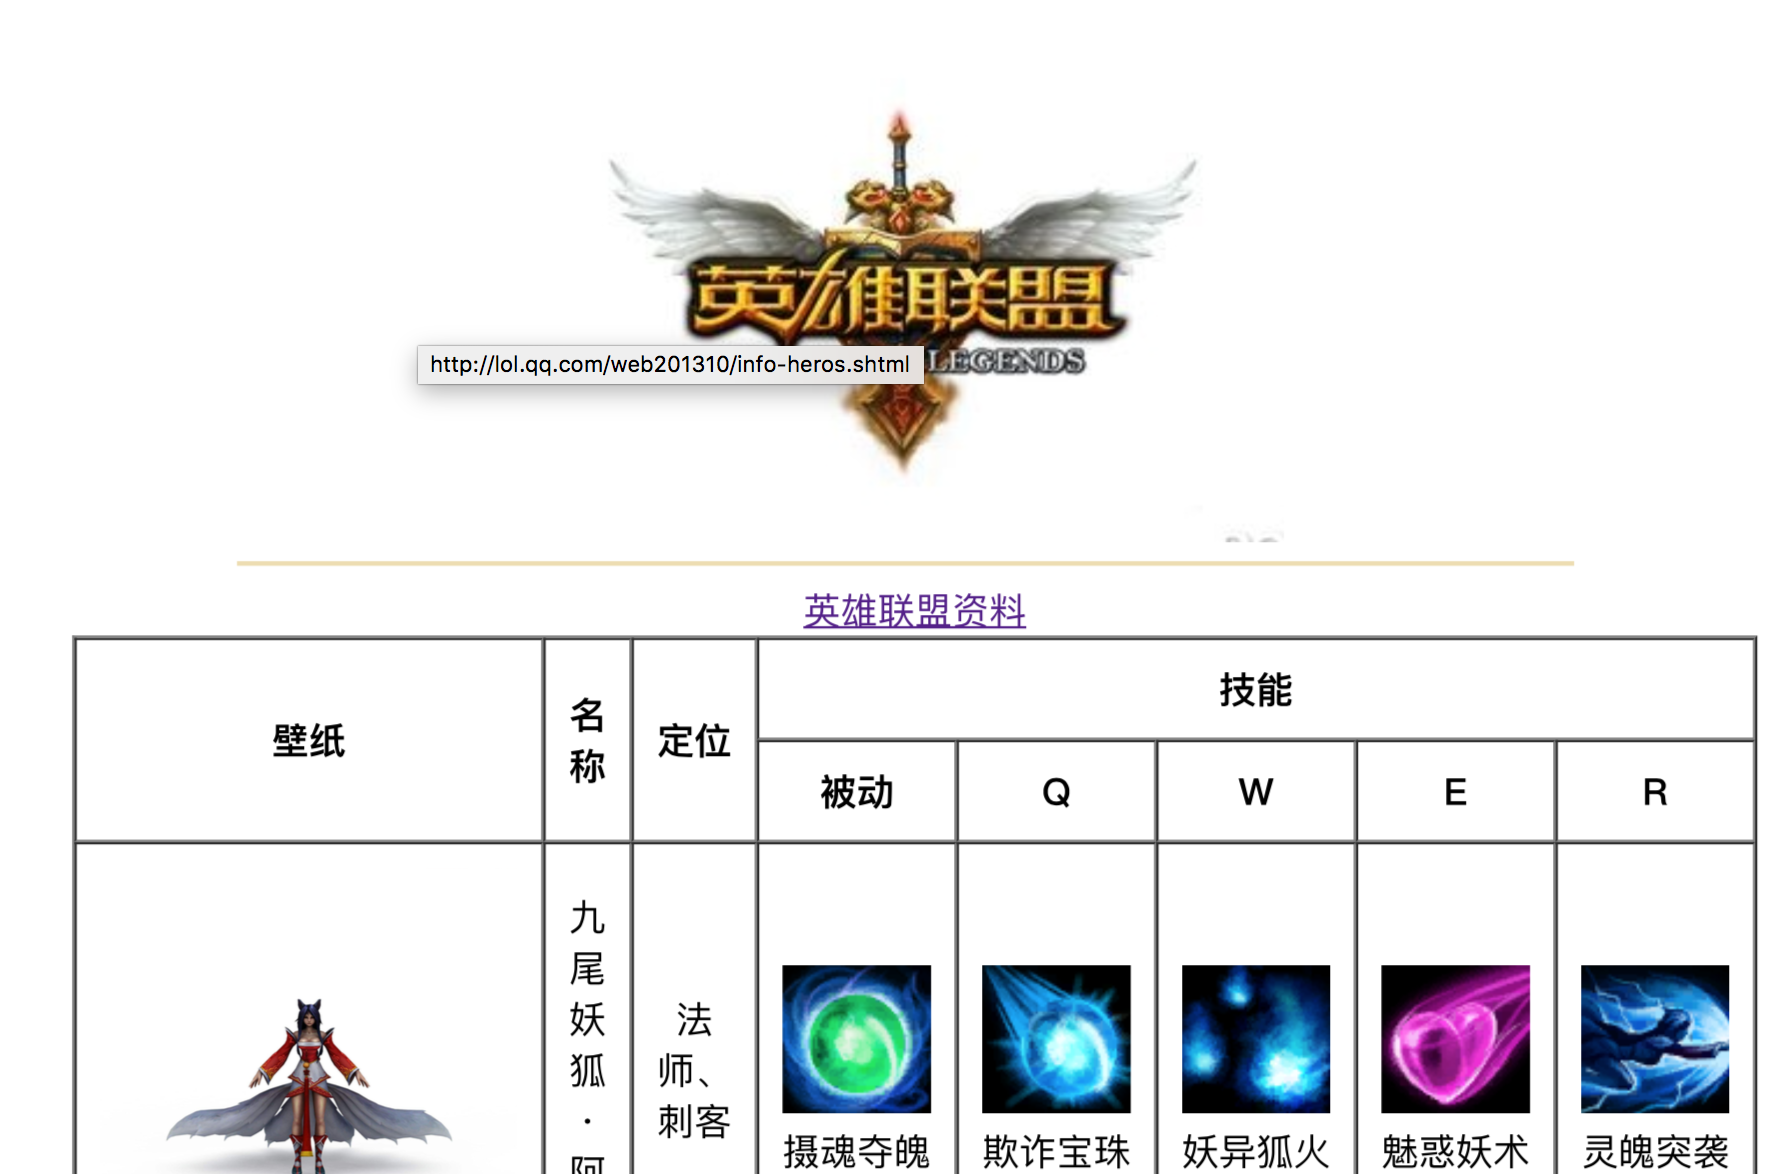 英雄联盟
LEGENDS
http://lol.qq.com/web201310/info-heros.shtml
英雄联盟资料
壁纸
名称
定位
技能
被动
Q
W
E
R
九尾妖狐·阿
法师、刺客
摄魂夺魄
欺诈宝珠
妖异狐火
魅惑妖术
灵魄突袭